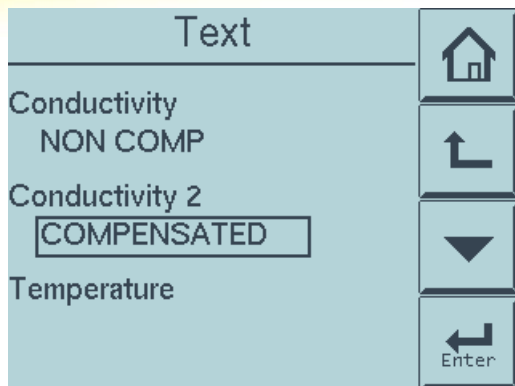 Text
Conductivity
NON COMP
Conductivity 2
COMPENSATED
Temperature
Enter